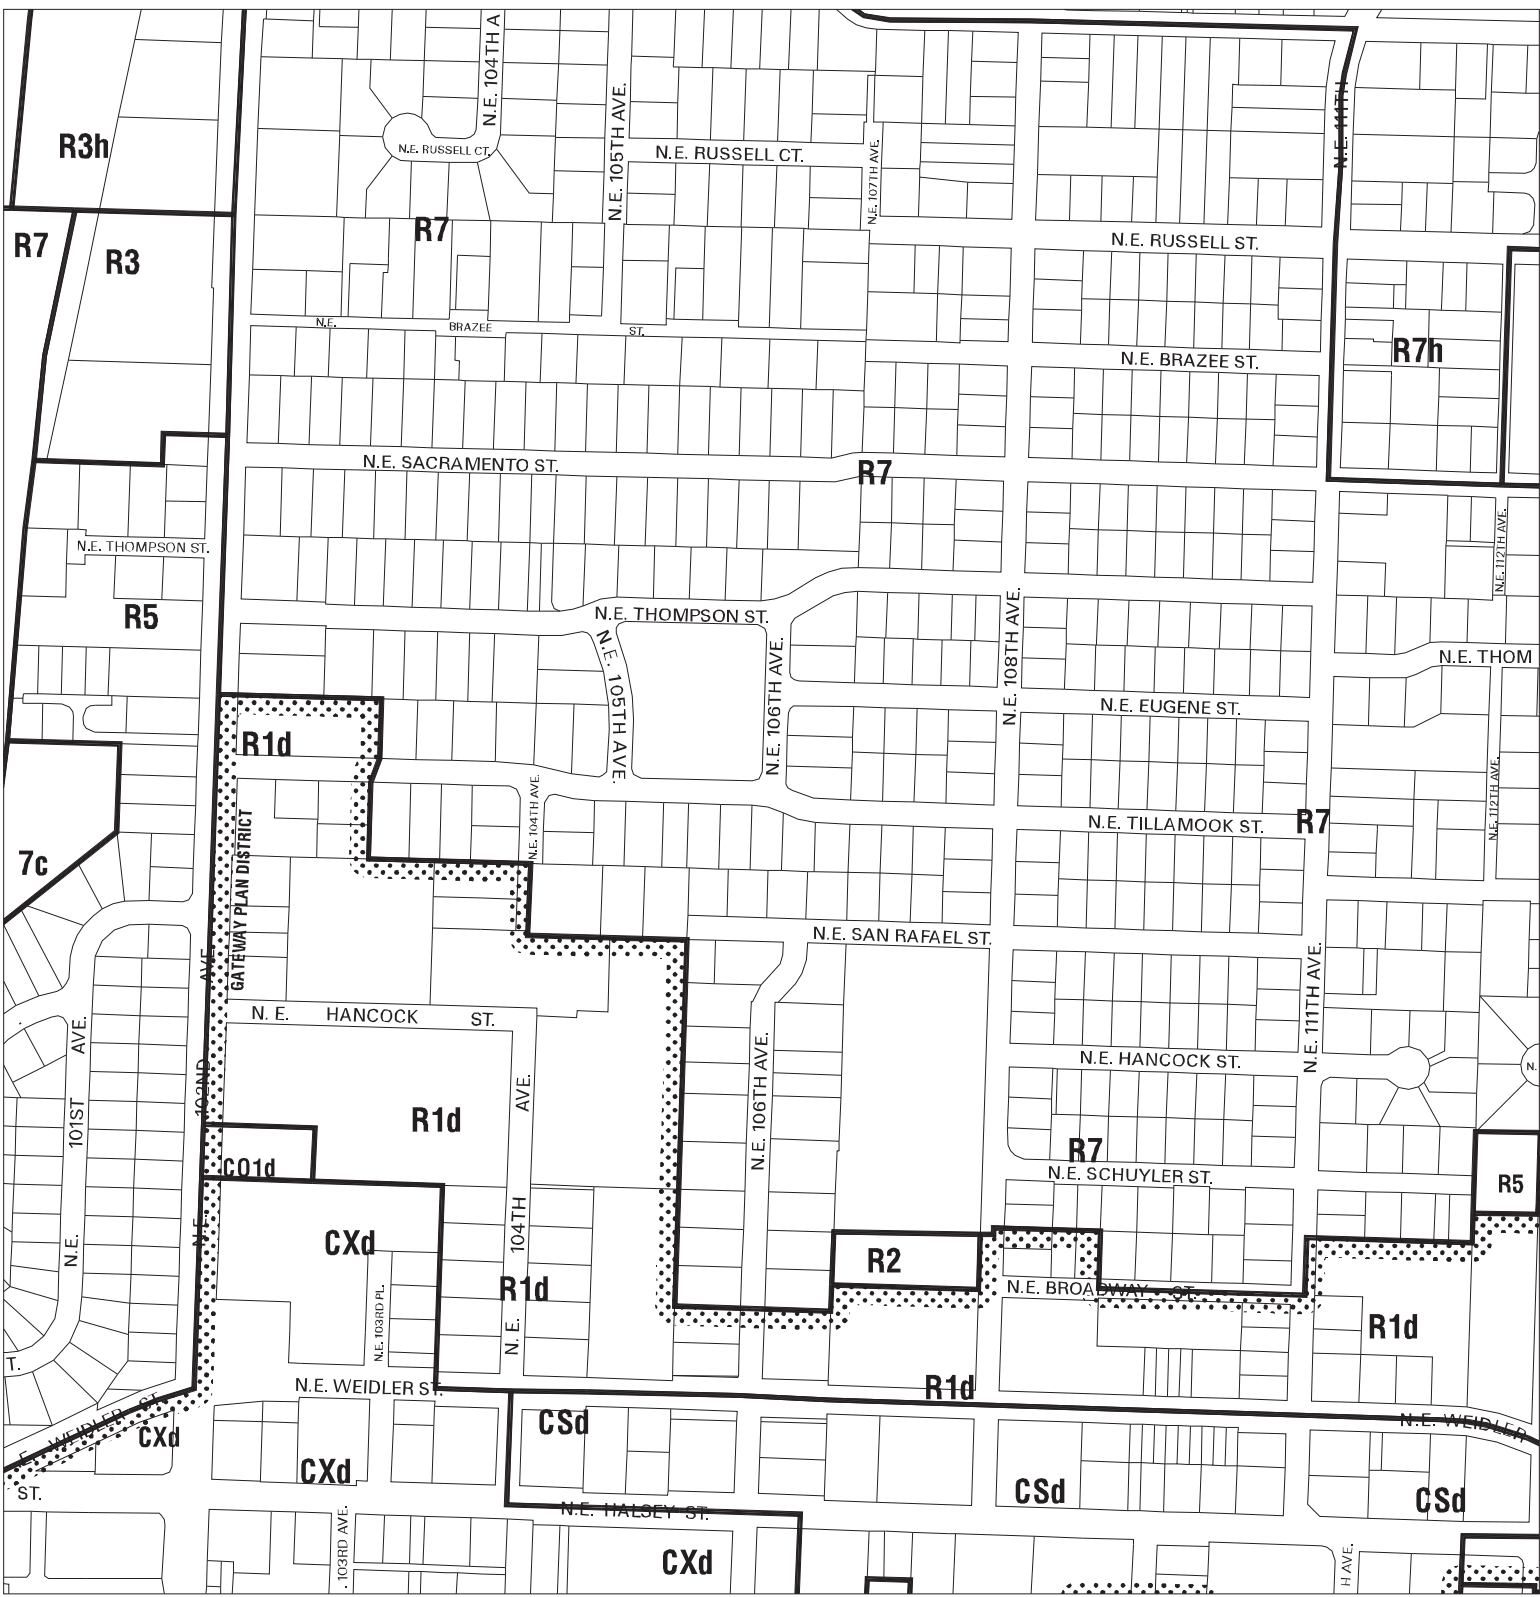 N.E. 104TH A
N.E. 105TH AVE.
N.E. 111TH
R3h
N.E. RUSSELL CT.
N.E. RUSSELL CT.
N.E. 107TH AVE.
R7
R7
N.E. RUSSELL ST.
R3
N.E. BRAZEE ST.
R7h
N.E. BRAZEE ST.
N.E. SACRAMENTO ST.
R7
N.E. THOMPSON ST.
N.E. 112TH AVE.
R5
N.E. THOMPSON ST.
N.E. 105TH AVE.
N.E. 106TH AVE.
N.E. 108TH AVE.
N.E. THOM
N.E. EUGENE ST.
R1d
N.E. 104TH AVE.
N.E. 112TH AVE.
N.E. TILLAMOOK ST.
R7
7c
GATEWAY PLAN DISTRICT
N.E. SAN RAFAEL ST.
N.E. 102ND AVE.
N.E. 111TH AVE.
N. E. HANCOCK ST.
N.E. 101ST AVE.
N. E. 104TH AVE.
N.E. 106TH AVE.
N.E. HANCOCK ST.
N.
R1d
R7
CO1d
N.E. SCHUYLER ST.
R5
CXd
R2
R1d
N.E. BROADWAY ST.
N.E. 103RD PL.
R1d
T.
N.E. WEIDLER ST.
R1d
E. WEIDLER ST.
CXd
CSd
N.E. WEIDLER
CXd
CSd
CSd
ST.
N.E. HALSEY ST.
. 103RD AVE.
CXd
H AVE.